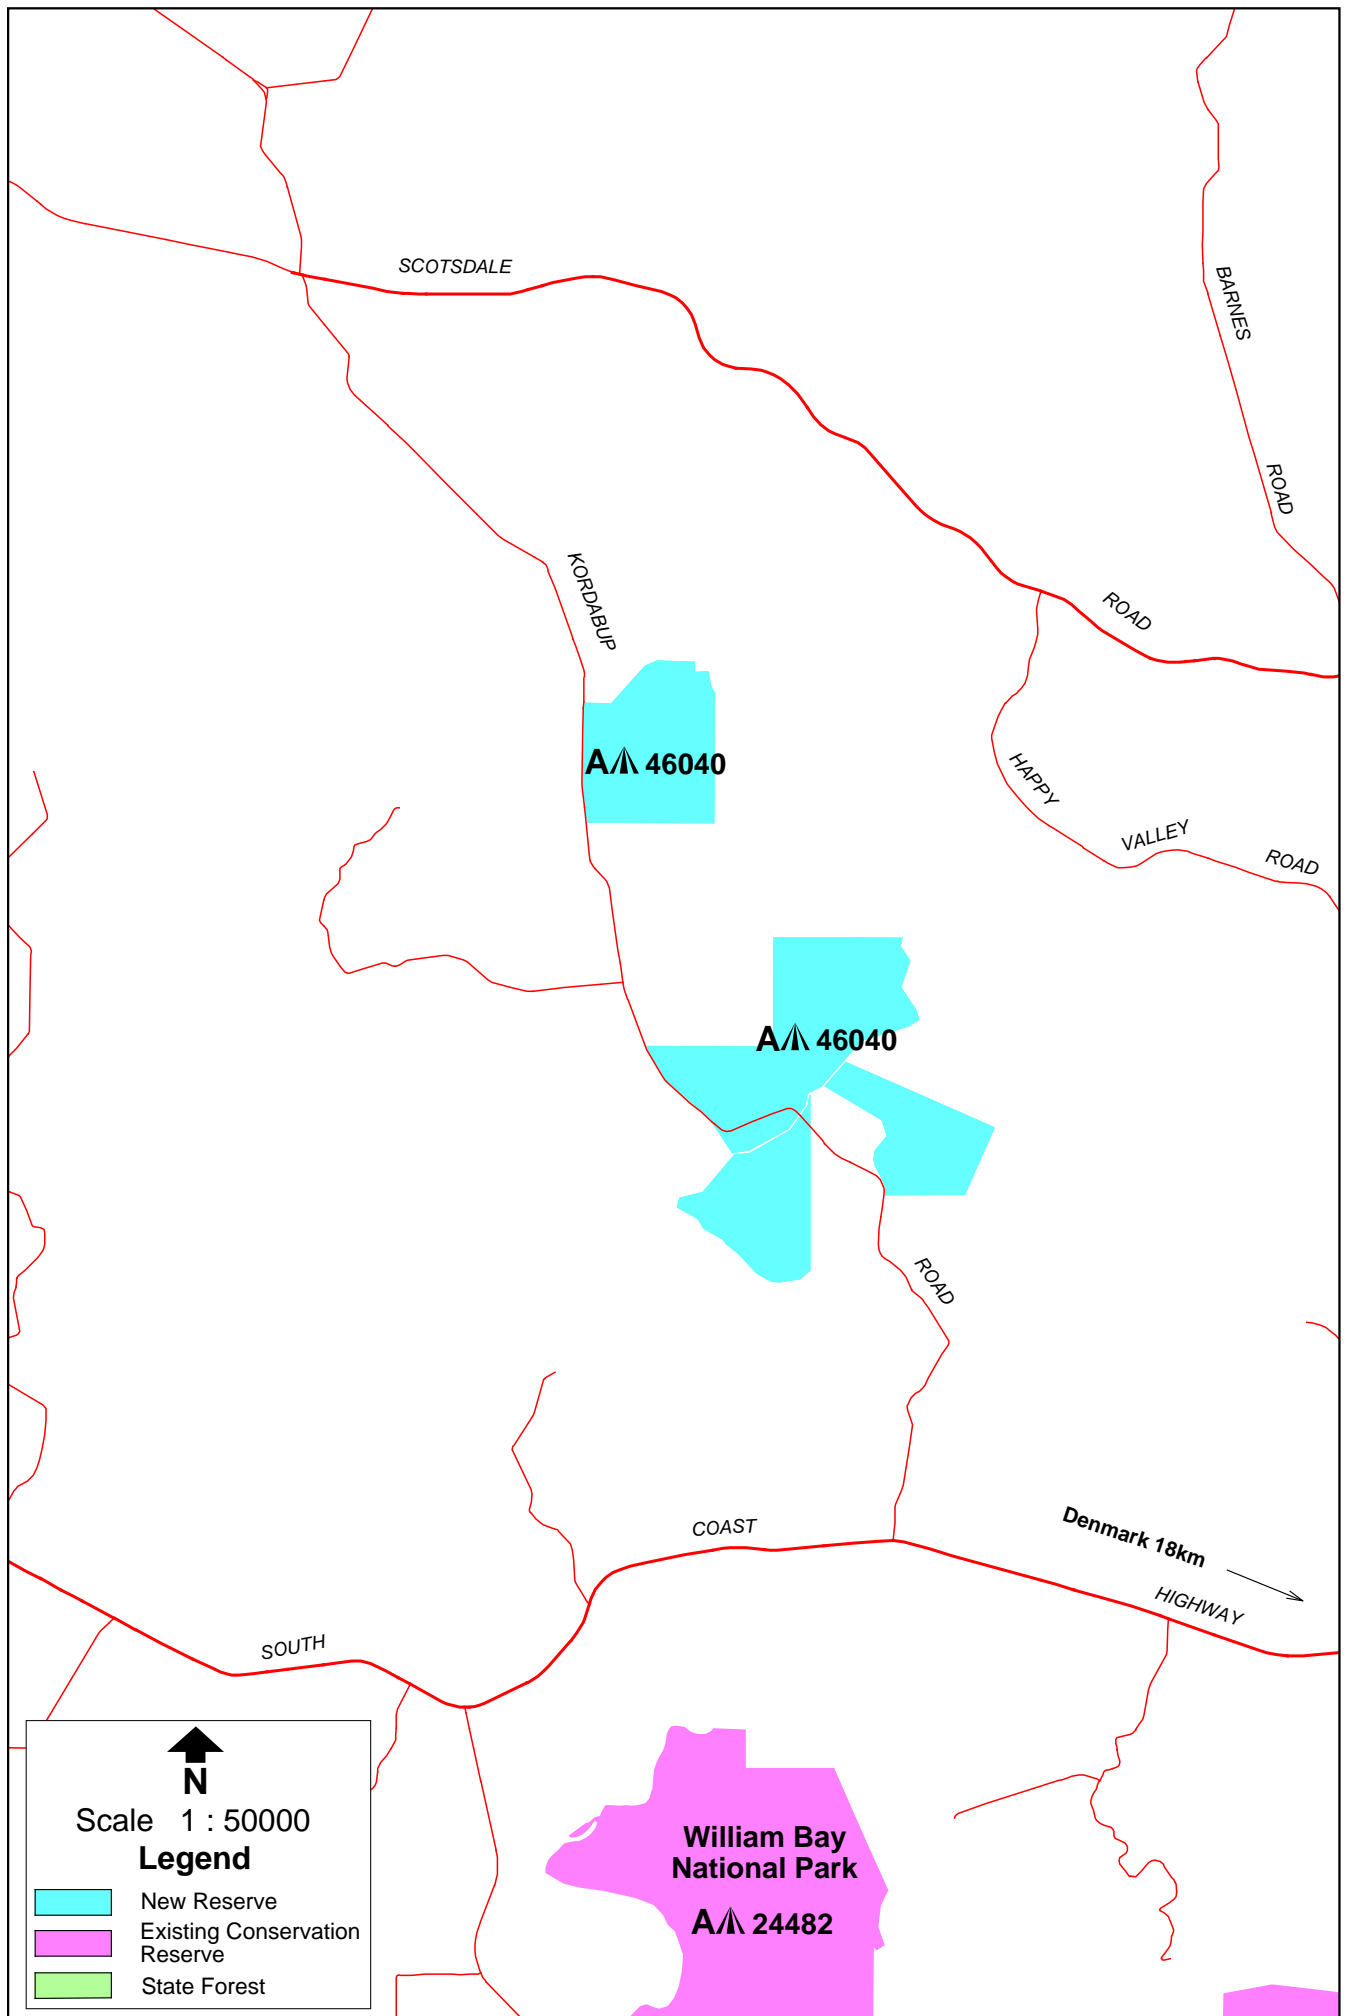 SCOTSDALE
BARNES
ROAD
KORDABUP
ROAD
A 46040
HAPPY
VALLEY
ROAD
A 46040
ROAD
COAST
Denmark 18km
HIGHWAY
SOUTH
N
Scale 1 : 50000
Legend
New Reserve
Existing Conservation
Reserve
State Forest
William Bay
National Park
A 24482